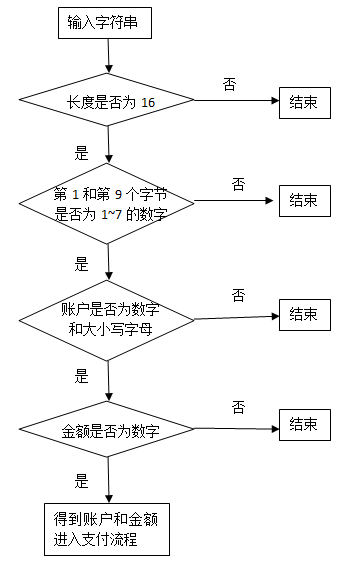 输入字符串
长度是否为 16
否
结束
是
第 1 和第 9 个字节
是否为 1~7 的数字
否
结束
是
账户是否为数字
和大小写字母
否
结束
是
金额是否为数字
否
结束
是
得到账户和金额
进入支付流程